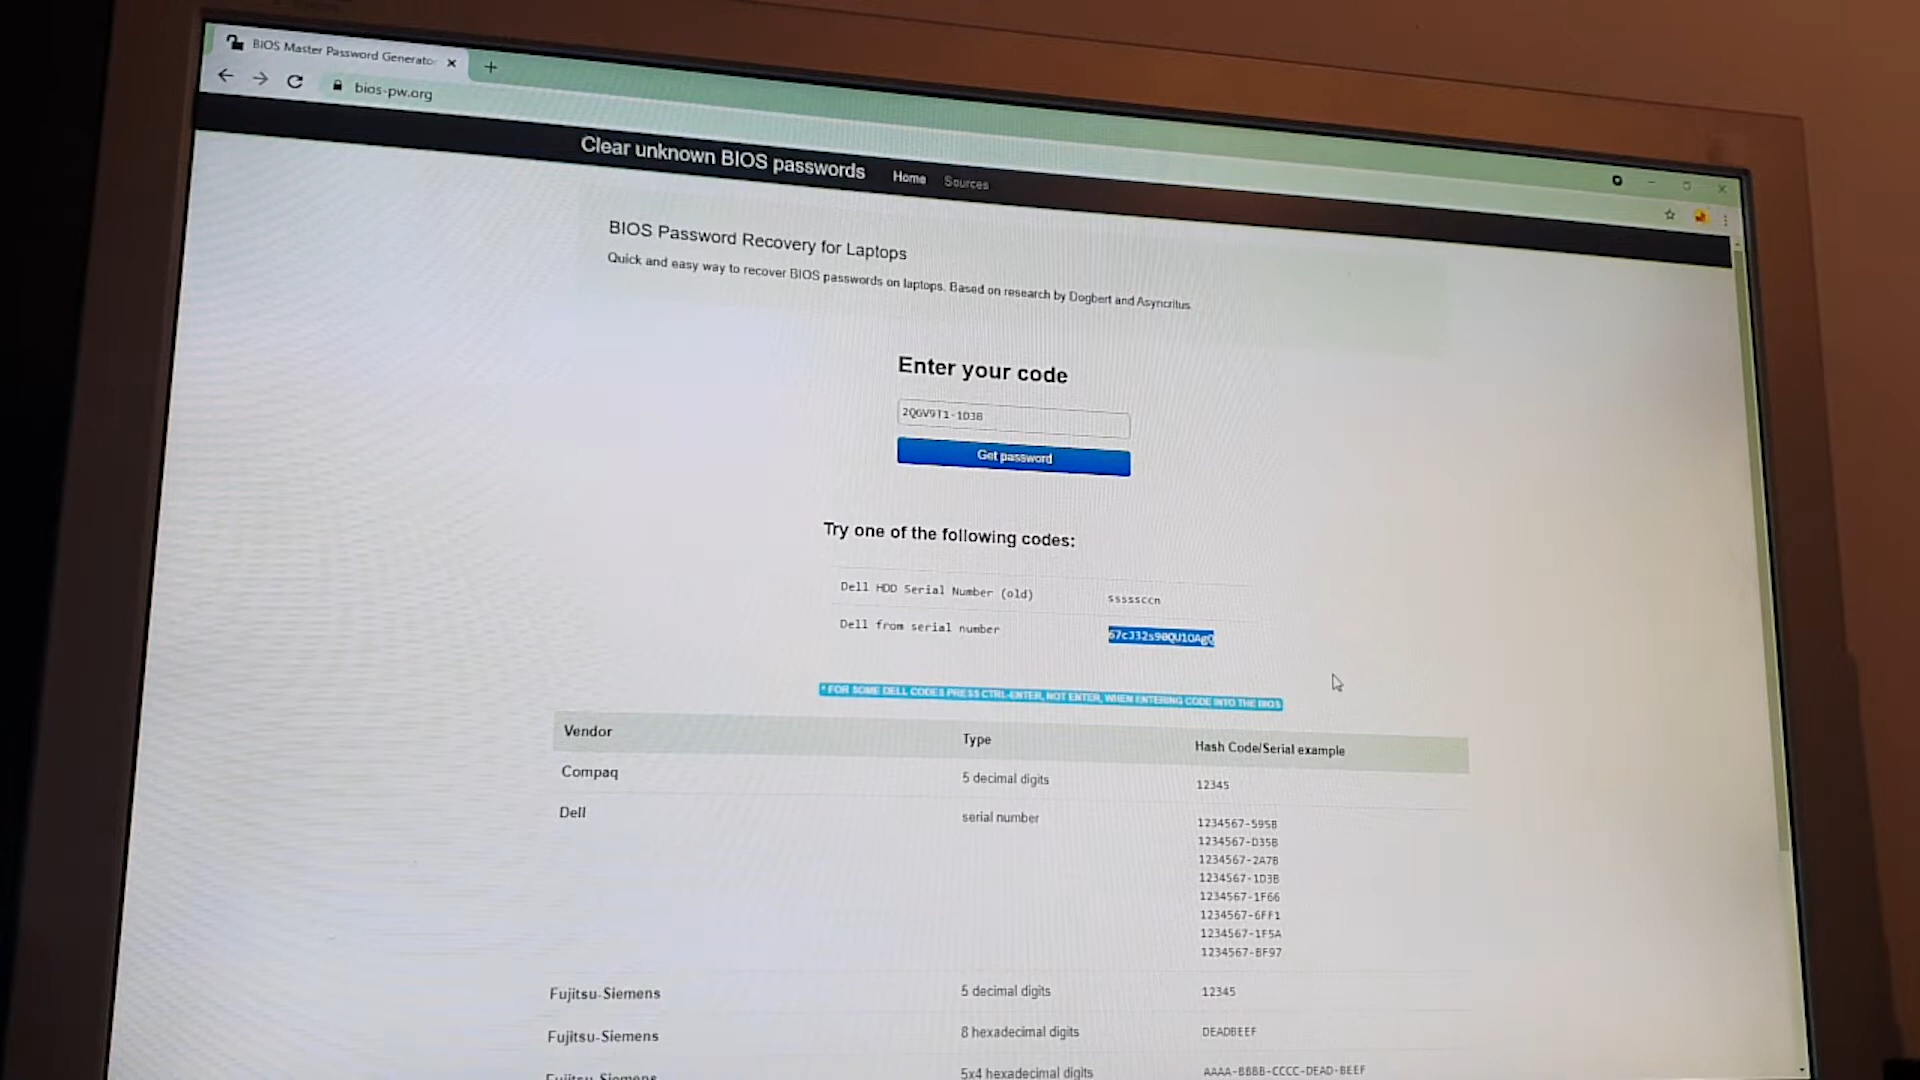 BIOS Master Password Generator
bios-pw.org
Clear unknown BIOS passwords Home Sources
BIOS Password Recovery for Laptops
Quick and easy way to recover BIOS passwords on laptops. Based on research by Dogbert and Asyncritus
Enter your code
2QGV9T1-1D3B
Get password
Try one of the following codes:
Dell HDD Serial Number (old) sssssccn
Dell from serial number 67cJ32s90QU1OAgQ
* FOR SOME DELL CODES PRESS CTRL-ENTER, NOT ENTER, WHEN ENTERING CODE INTO THE BIOS
Vendor Type Hash Code/Serial example
Compaq 5 decimal digits 12345
Dell serial number 1234567-595B
1234567-D35B
1234567-2A7B
1234567-1D3B
1234567-1F66
1234567-6FF1
1234567-1F5A
1234567-BF97
Fujitsu-Siemens 5 decimal digits 12345
Fujitsu-Siemens 8 hexadecimal digits DEADBEEF
Fujitsu-Siemens 5x4 hexadecimal digits AAAA-BBBB-CCCC-DEAD-BEEF